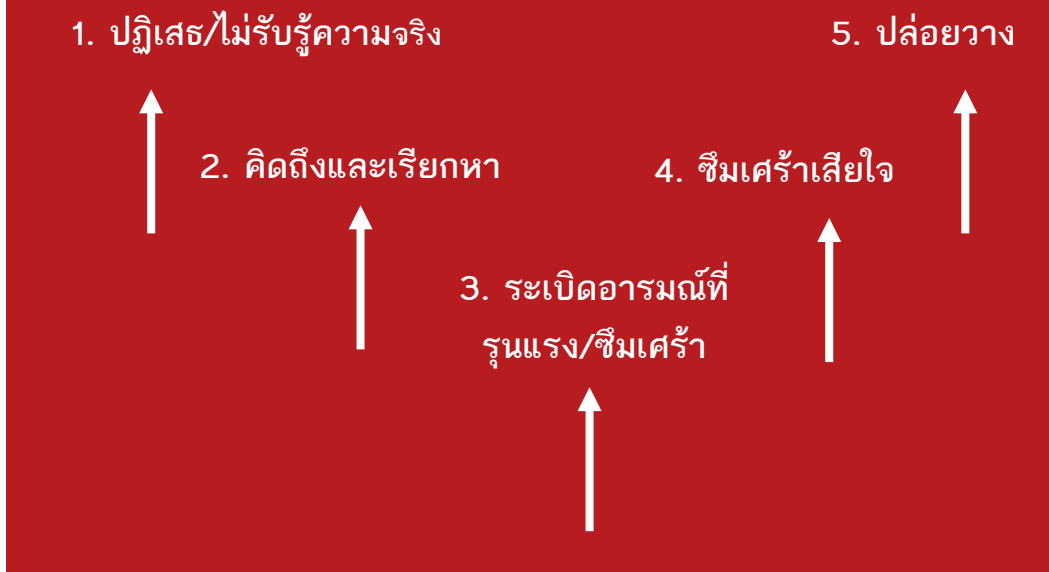 1. ปฏิเสธ/ไม่รับรู้ความจริง
5. ปล่อยวาง
2. คิดถึงและเรียกหา
4. ซึมเศร้าเสียใจ
3. ระเบิดอารมณ์ที่
รุนแรง/ซึมเศร้า